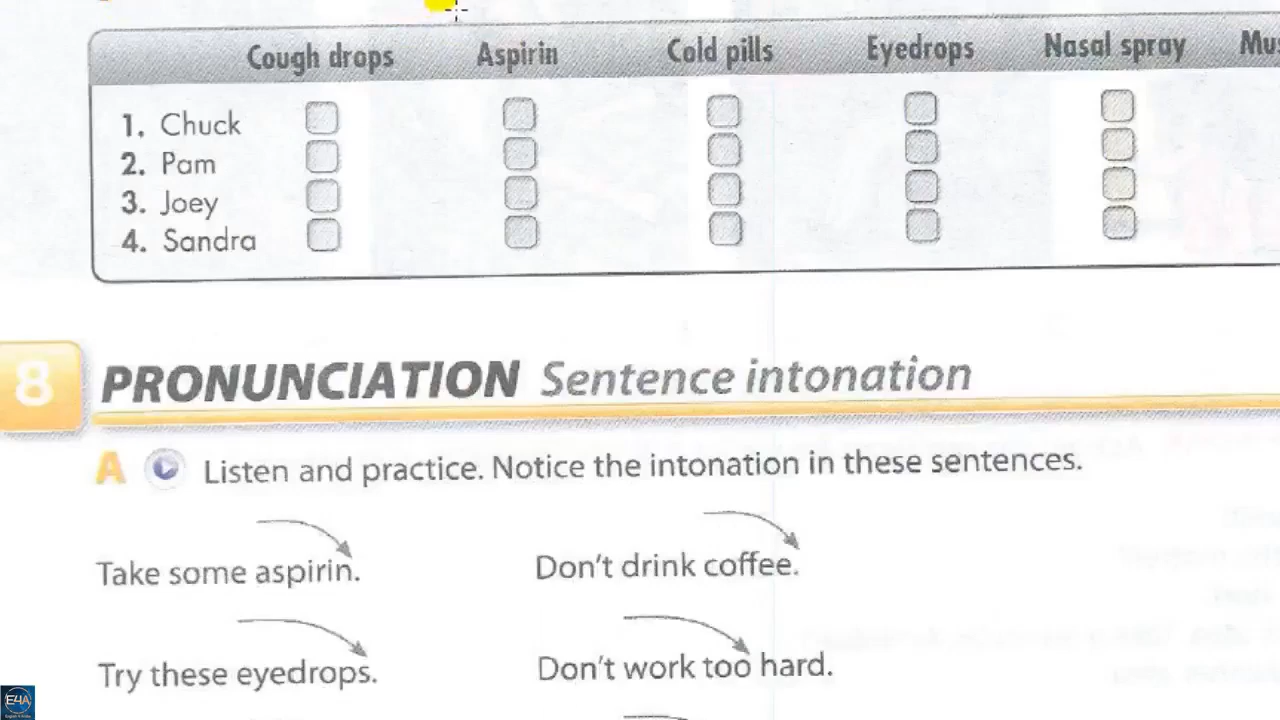 Cough drops Aspirin Cold pills Eyedrops Nasal spray Mus
1. Chuck
2. Pam
3. Joey
4. Sandra
8 PRONUNCIATION Sentence intonation
A Listen and practice. Notice the intonation in these sentences.
Take some aspirin. Don't drink coffee.
Try these eyedrops. Don't work too hard.
E4A